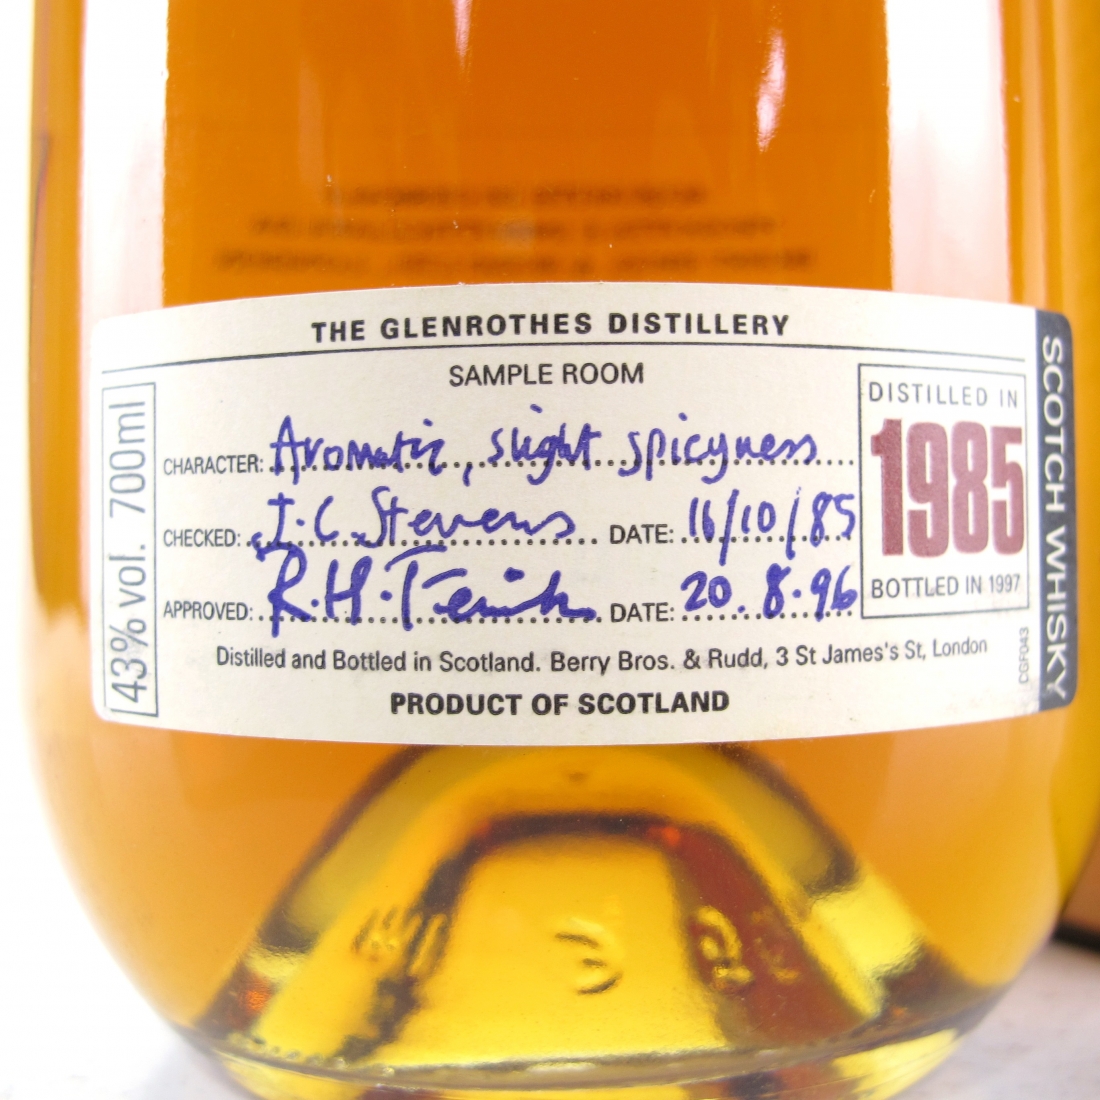 THE GLENROTHES DISTILLERY
SAMPLE ROOM
CHARACTER: Aromatic, slight spicyness
CHECKED: J.C. Stevens DATE: 11/10/85
APPROVED: R.H. DATE: 20.8.96
Distilled and Bottled in Scotland. Berry Bros. & Rudd, 3 St James's St, London
PRODUCT OF SCOTLAND
43% vol. 700ml
DISTILLED IN
1985
BOTTLED IN 1997
CGF043
SCOTCH WHISKY